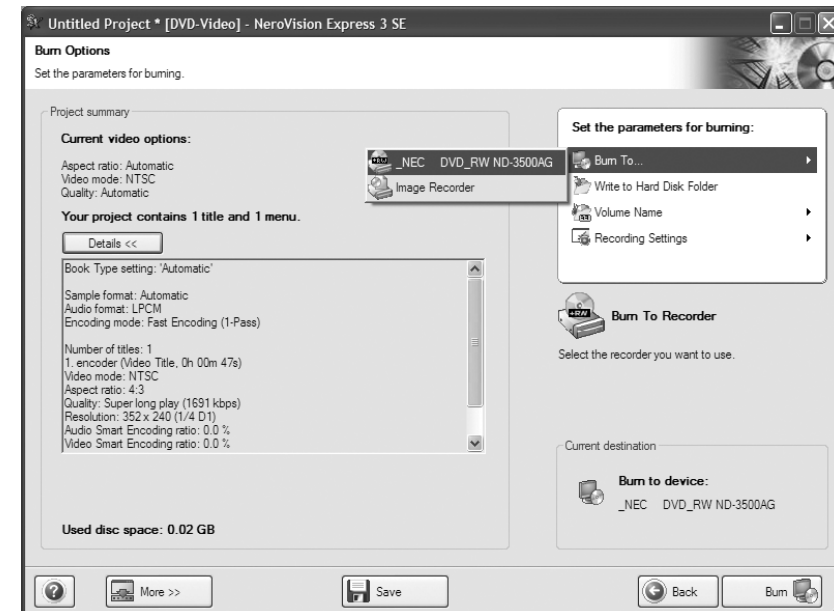 Untitled Project * [DVD-Video] - NeroVision Express 3 SE
Burn Options
Set the parameters for burning.
Project summary
Current video options:
Aspect ratio: Automatic
Video mode: NTSC
Quality: Automatic
Your project contains 1 title and 1 menu.
Details <<
Book Type setting: 'Automatic'
Sample format: Automatic
Audio format: LPCM
Encoding mode: Fast Encoding (1-Pass)
Number of titles: 1
1. encoder (Video Title, 0h 00m 47s)
Video mode: NTSC
Aspect ratio: 4:3
Quality: Super long play (1691 kbps)
Resolution: 352 x 240 (1/4 D1)
Audio Smart Encoding ratio: 0.0 %
Video Smart Encoding ratio: 0.0 %
Used disc space: 0.02 GB
_NEC DVD_RW ND-3500AG
Image Recorder
Set the parameters for burning:
Burn To...
Write to Hard Disk Folder
Volume Name
Recording Settings
Burn To Recorder
Select the recorder you want to use.
Current destination
Burn to device:
_NEC DVD_RW ND-3500AG
More >>
Save
Back
Burn